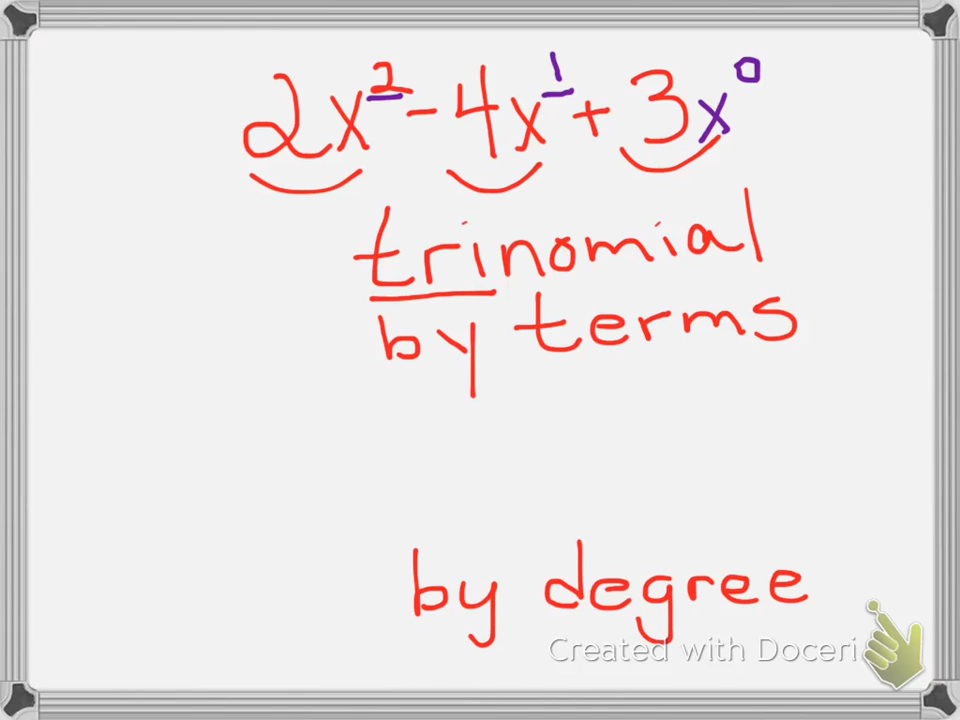 2x² - 4x¹ + 3x⁰
trinomial
by terms
by degree
Created with Doceri